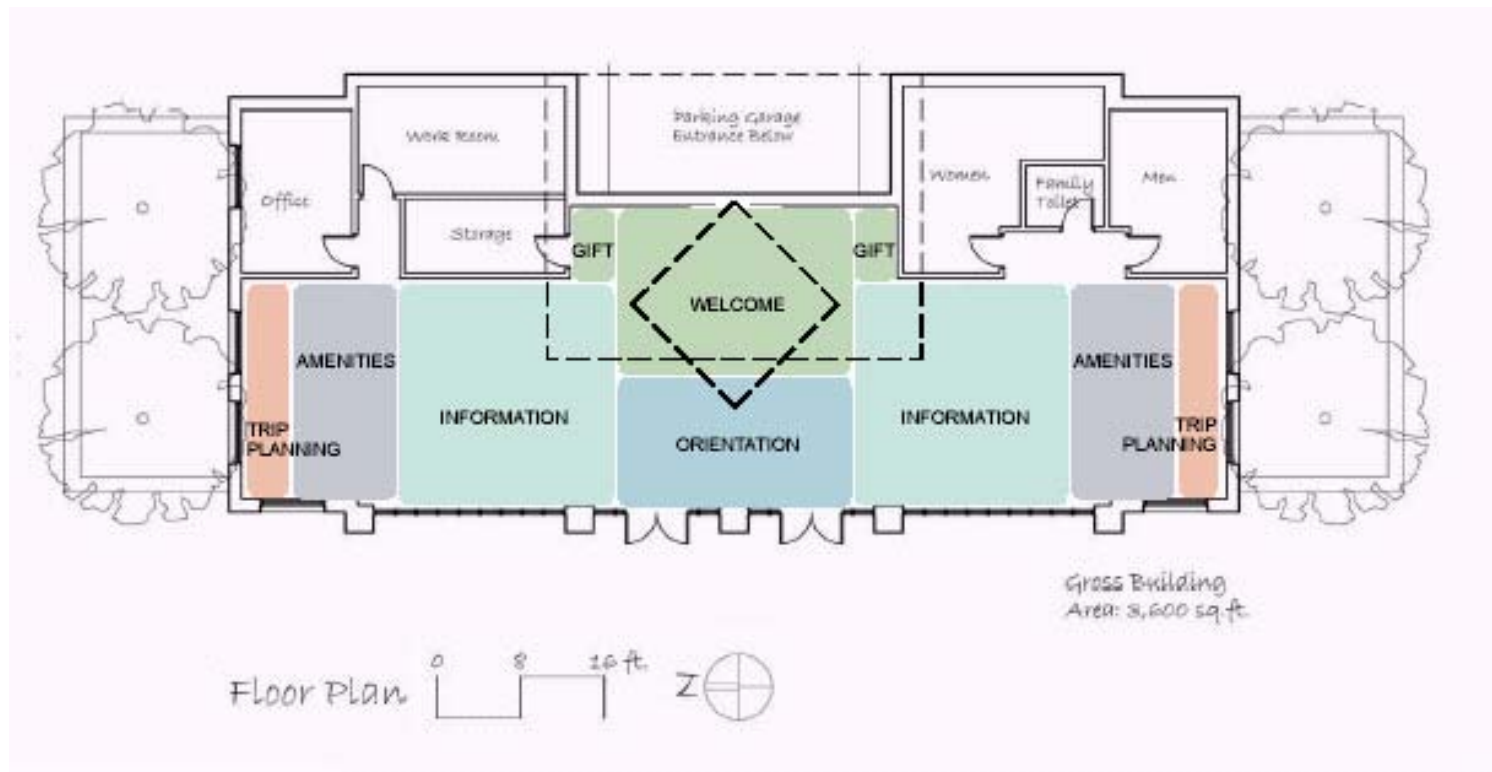 Parking Garage
Entrance Below
Work Room
Office
Storage
Women
Family
Toilet
Men
GIFT
GIFT
WELCOME
AMENITIES
AMENITIES
INFORMATION
INFORMATION
TRIP
PLANNING
TRIP
PLANNING
ORIENTATION
Gross Building
Area: 3,600 sq.ft.
0 8 16 ft.
Floor Plan
N